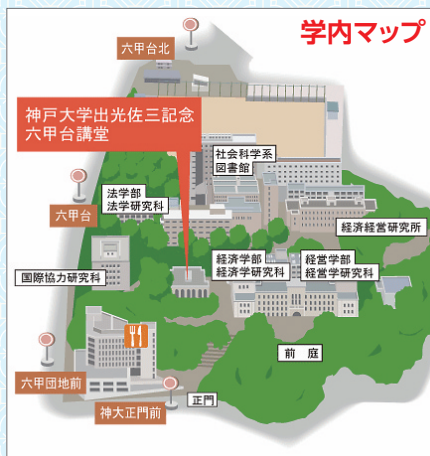 学内マップ
六甲台北
神戸大学出光佐三記念
六甲台講堂
社会科学系
図書館
法学部
法学研究科
六甲台
経済経営研究所
経済学部
経済学研究科
経営学部
経営学研究科
国際協力研究科
前庭
六甲団地前
正門
神大正門前